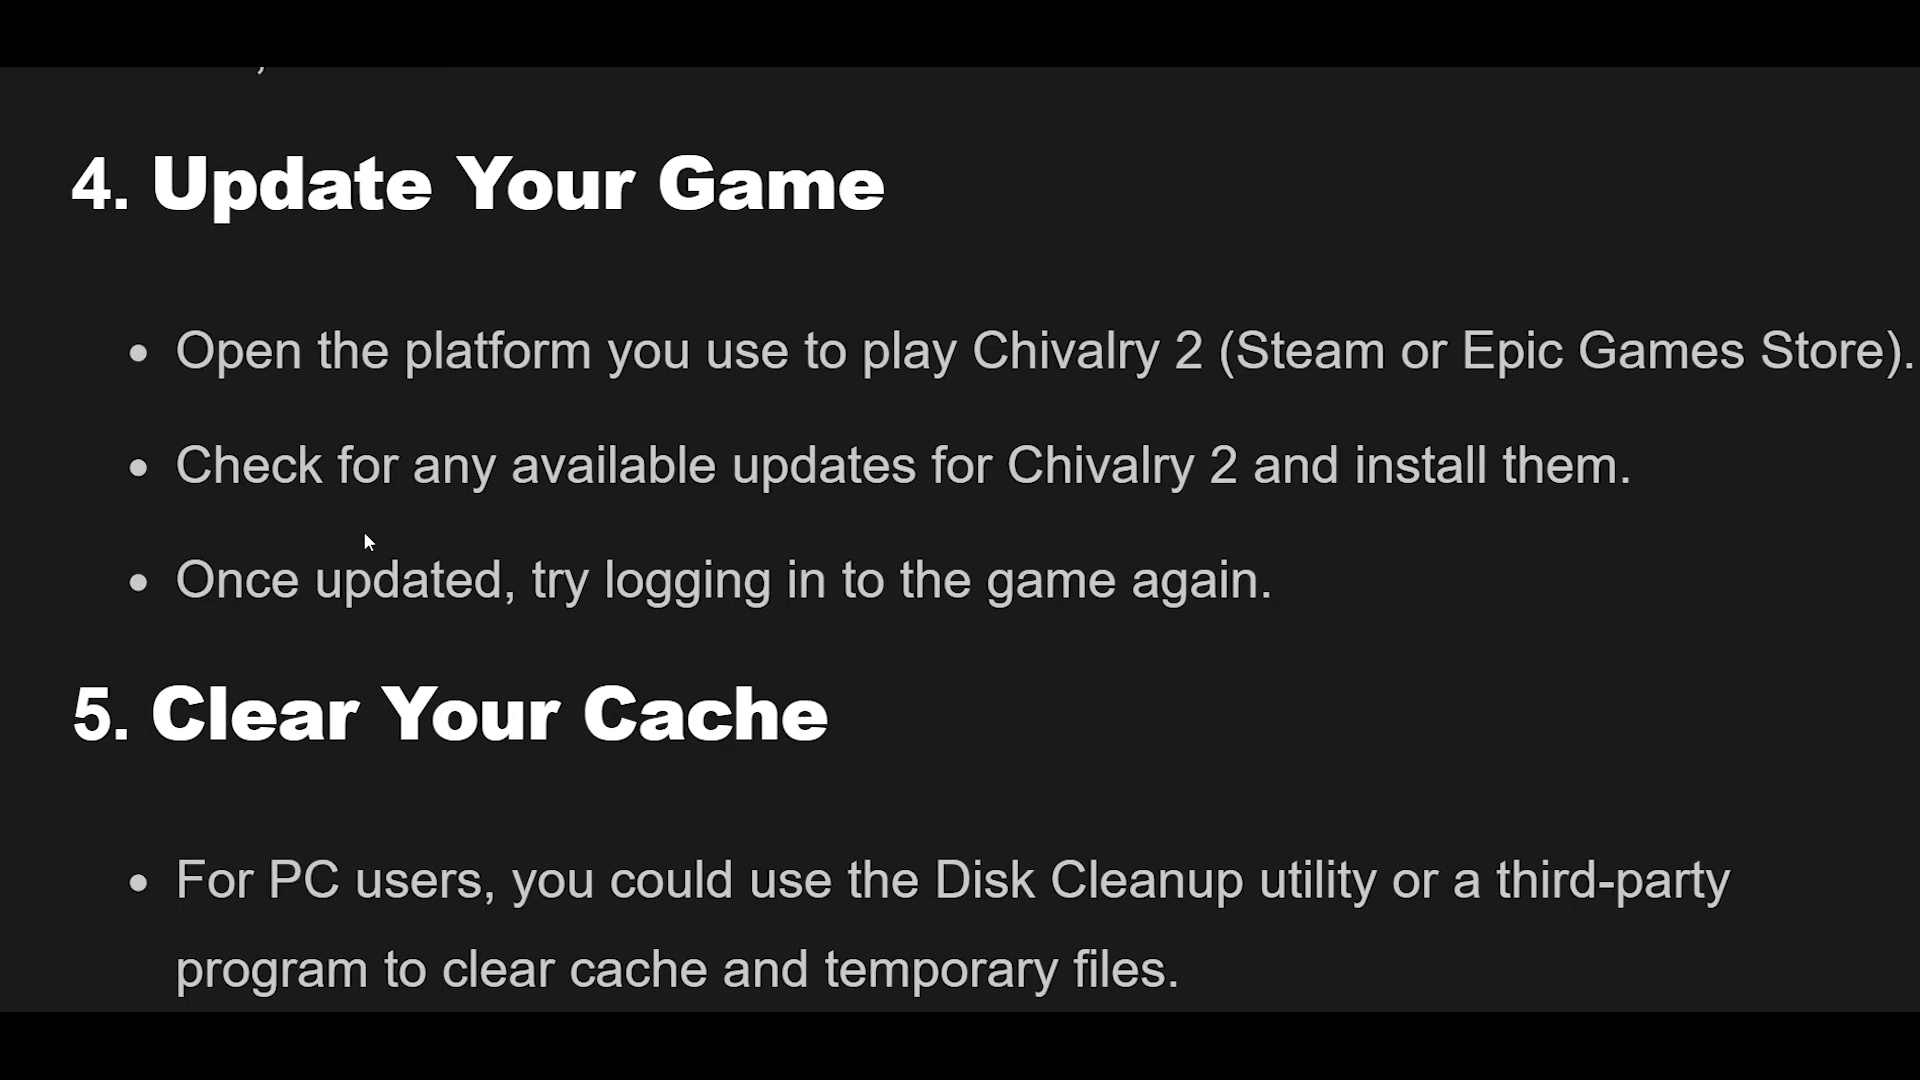 4. Update Your Game
• Open the platform you use to play Chivalry 2 (Steam or Epic Games Store).
• Check for any available updates for Chivalry 2 and install them.
• Once updated, try logging in to the game again.
5. Clear Your Cache
• For PC users, you could use the Disk Cleanup utility or a third-party
program to clear cache and temporary files.